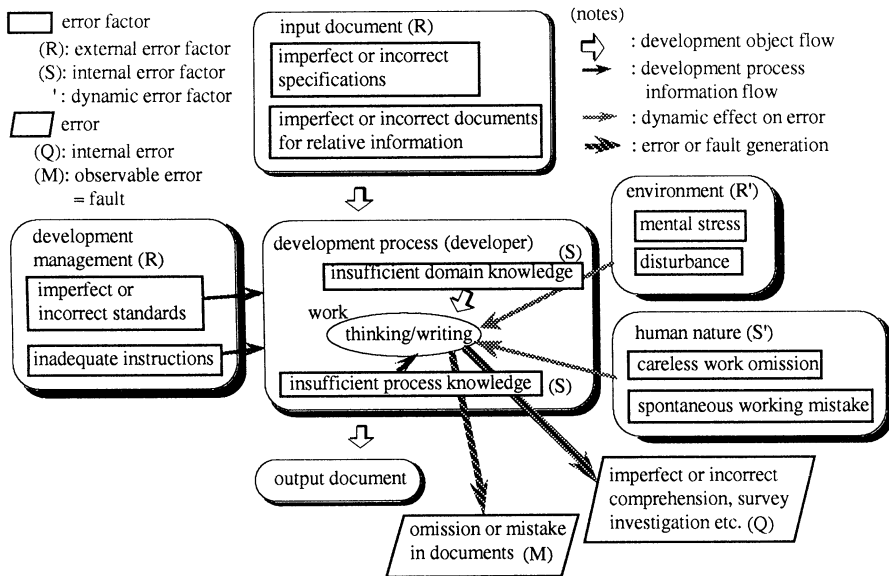 error factor
(R): external error factor
(S): internal error factor
' : dynamic error factor
error
(Q): internal error
(M): observable error
= fault
input document (R)
imperfect or incorrect
specifications
imperfect or incorrect documents
for relative information
(notes)
: development object flow
: development process
information flow
: dynamic effect on error
: error or fault generation
development
management (R)
imperfect or
incorrect standards
inadequate instructions
development process (developer)
(S)
insufficient domain knowledge
work
thinking/writing
insufficient process knowledge
(S)
environment (R')
mental stress
disturbance
human nature (S')
careless work omission
spontaneous working mistake
output document
omission or mistake
in documents (M)
imperfect or incorrect
comprehension, survey
investigation etc. (Q)